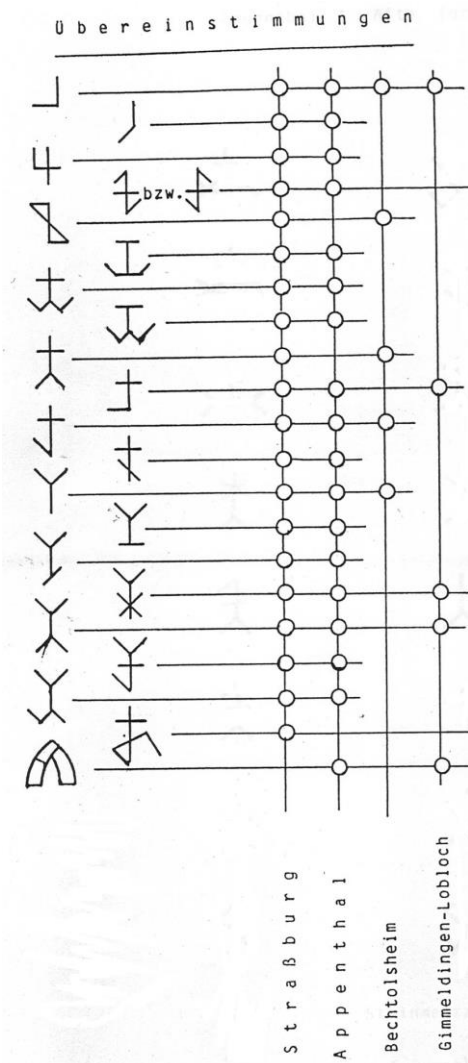 Übereinstimmungen
bzw.
Straßburg
Appenthal
Bechtolsheim
Gimmeldingen-Lobloch